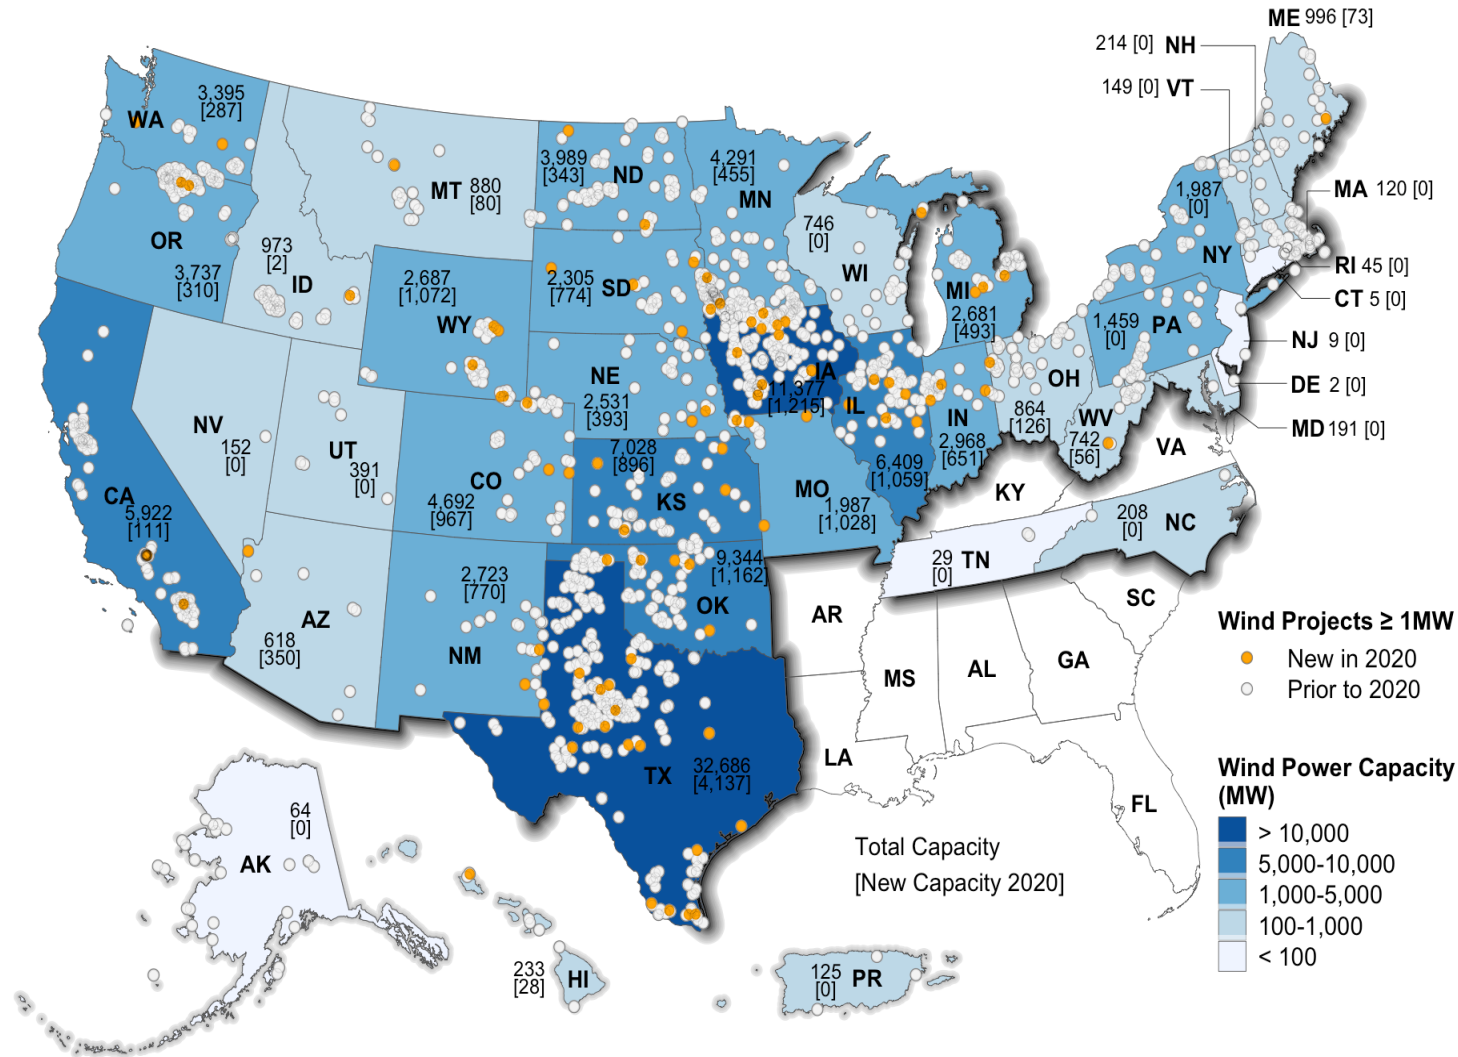 ME 996 [73]
214 [0] NH
149 [0] VT
3,395
[287]
WA
MT
880
[80]
3,989
[343]
ND
4,291
[455]
MN
1,987
[0]
NY
MA 120 [0]
OR
3,737
[310]
973
[2]
ID
2,687
[1,072]
WY
2,305
[774]
SD
746
[0]
WI
MI
2,681
[493]
RI 45 [0]
CT 5 [0]
1,459
[0]
PA
NJ 9 [0]
DE 2 [0]
MD 191 [0]
NE
2,531
[393]
IA
11,377
[1,215]
IL
6,409
[1,059]
IN
2,968
[651]
OH
864
[126]
WV
742
[56]
VA
NV
152
[0]
UT
391
[0]
CA
5,922
[111]
CO
4,692
[967]
7,028
[896]
KS
MO
1,987
[1,028]
KY
208
[0]
NC
29
[0]
TN
AZ
618
[350]
2,723
[770]
NM
9,344
[1,162]
OK
AR
SC
MS
AL
GA
LA
FL
TX
32,686
[4,137]
64
[0]
AK
233
[28]
HI
125
[0]
PR
Total Capacity
[New Capacity 2020]
Wind Projects ≥ 1MW
New in 2020
Prior to 2020
Wind Power Capacity
(MW)
> 10,000
5,000-10,000
1,000-5,000
100-1,000
< 100